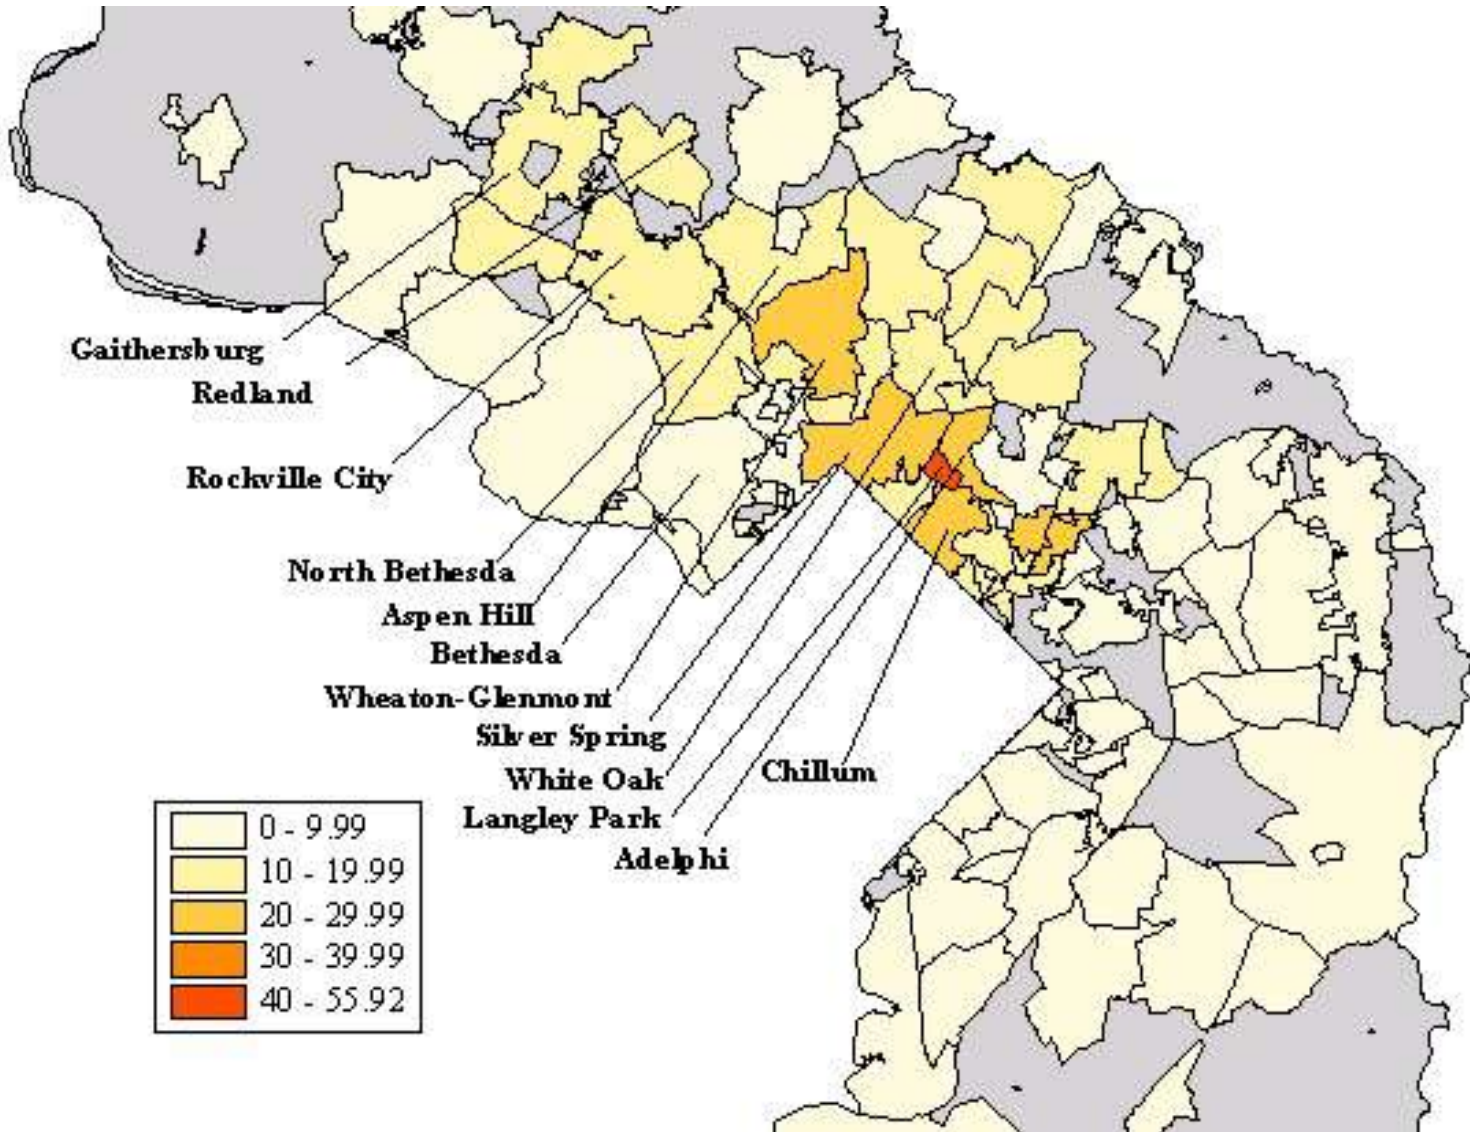 Gaithersburg
Redland
Rockville City
North Bethesda
Aspen Hill
Bethesda
Wheaton-Glenmont
Silver Spring
White Oak
Chillum
Langley Park
Adelphi
0 - 9.99
10 - 19.99
20 - 29.99
30 - 39.99
40 - 55.92